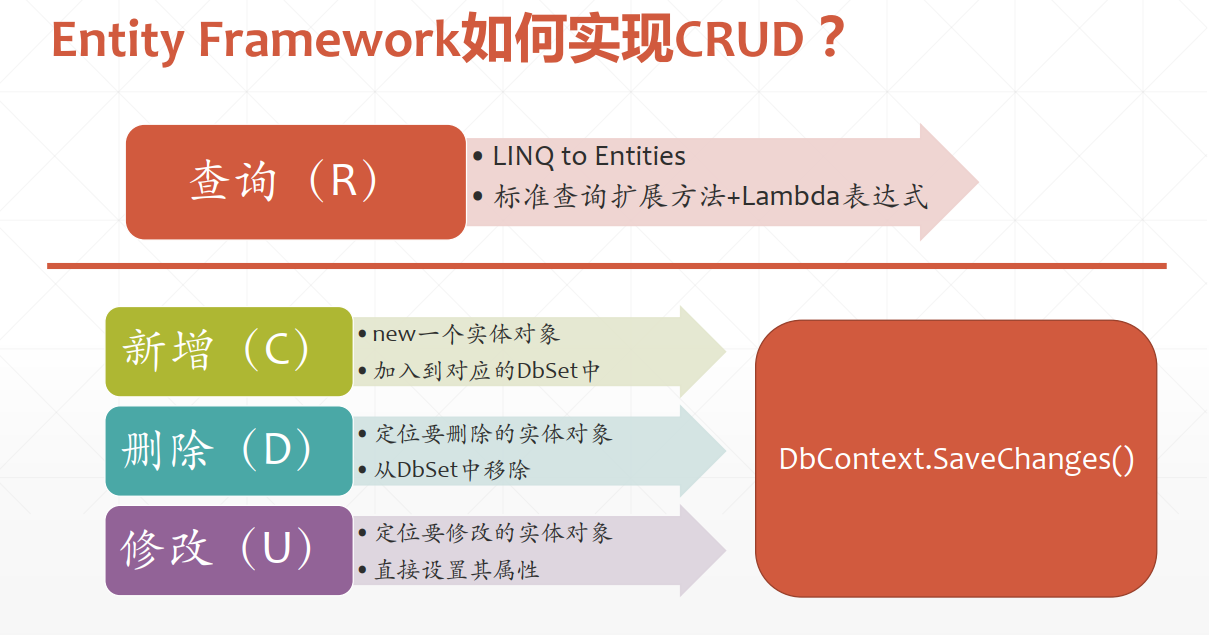 Entity Framework如何实现CRUD？
查询（R）
• LINQ to Entities
• 标准查询扩展方法+Lambda表达式
新增（C）
• new一个实体对象
• 加入到对应的DbSet中
删除（D）
• 定位要删除的实体对象
• 从DbSet中移除
修改（U）
• 定位要修改的实体对象
• 直接设置其属性
DbContext.SaveChanges()